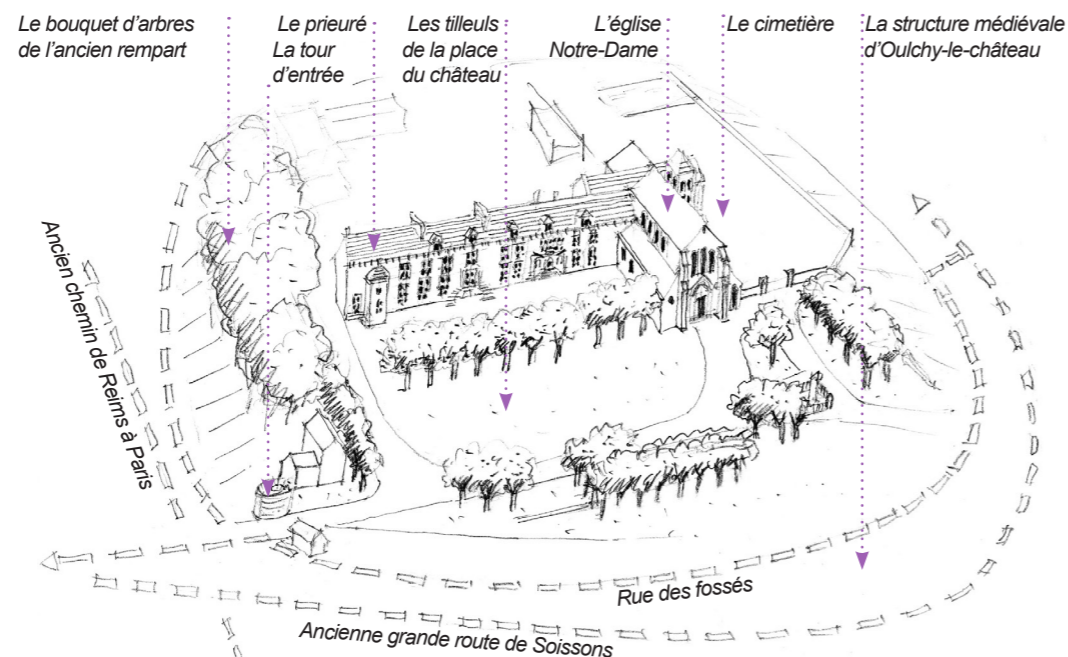 Le bouquet d’arbres
de l’ancien rempart
Le prieuré
La tour
d’entrée
Les tilleuls
de la place
du château
L’église
Notre-Dame
Le cimetière
La structure médiévale
d’Oulchy-le-château
Ancien chemin de Reims à Paris
Rue des fossés
Ancienne grande route de Soissons